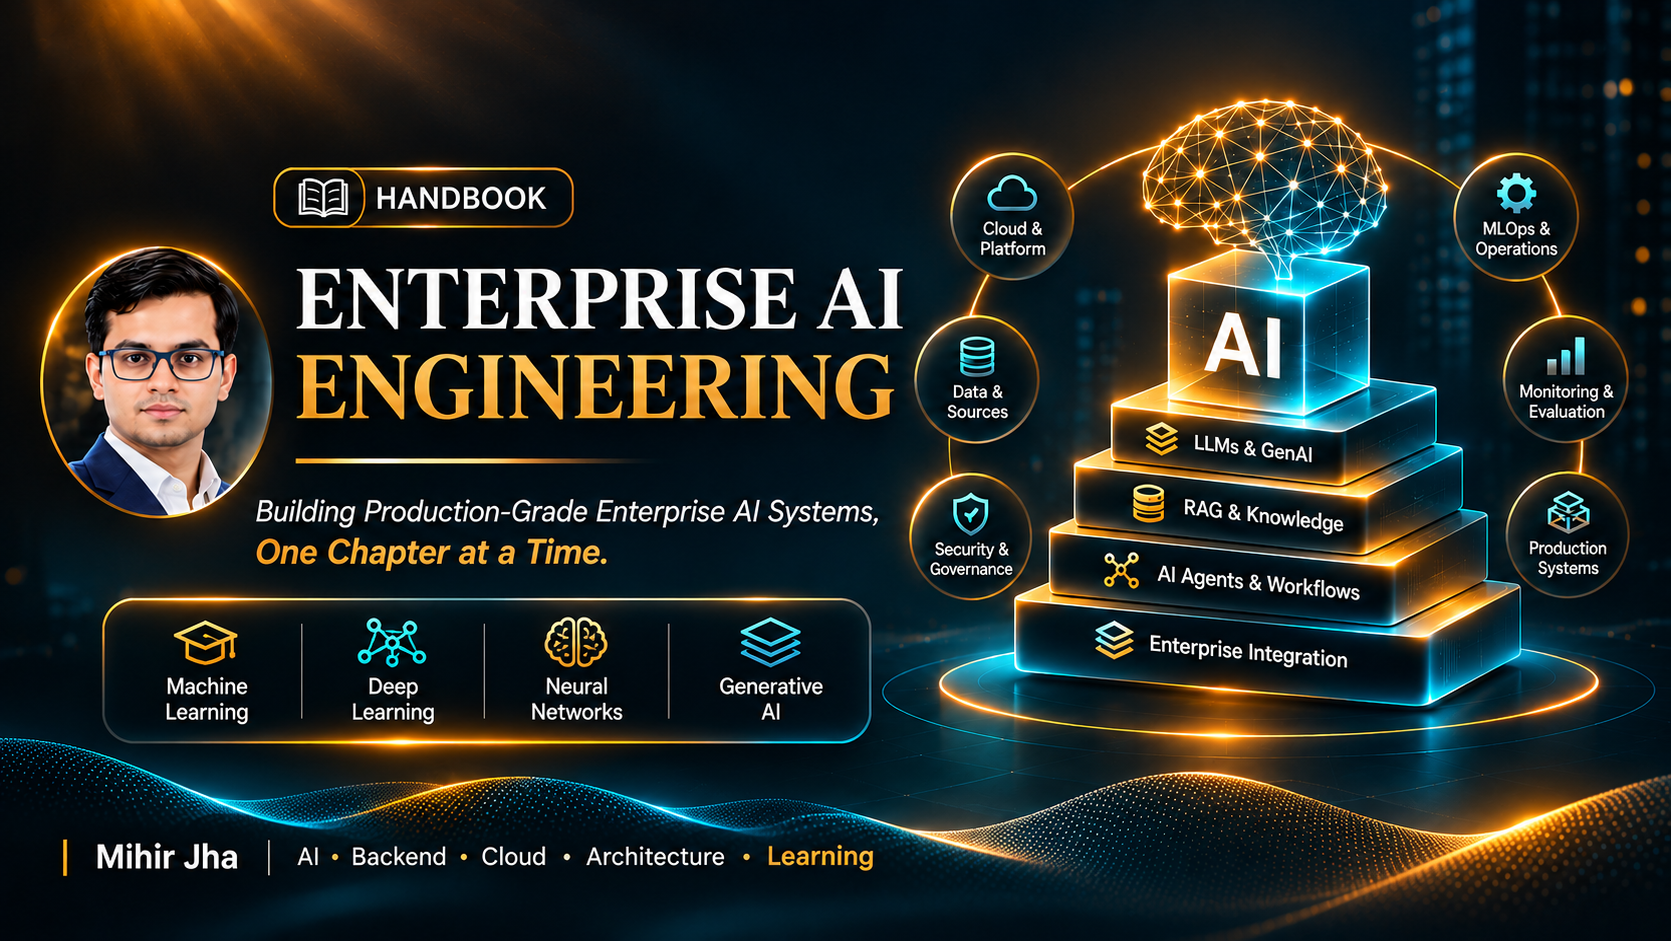 HANDBOOK
ENTERPRISE AI
ENGINEERING
Building Production-Grade Enterprise AI Systems,
One Chapter at a Time.
Machine
Learning
Deep
Learning
Neural
Networks
Generative
AI
Mihir Jha
AI • Backend • Cloud • Architecture • Learning
Cloud &
Platform
Data &
Sources
Security &
Governance
AI
LLMs & GenAI
RAG & Knowledge
AI Agents & Workflows
Enterprise Integration
MLOps &
Operations
Monitoring &
Evaluation
Production
Systems